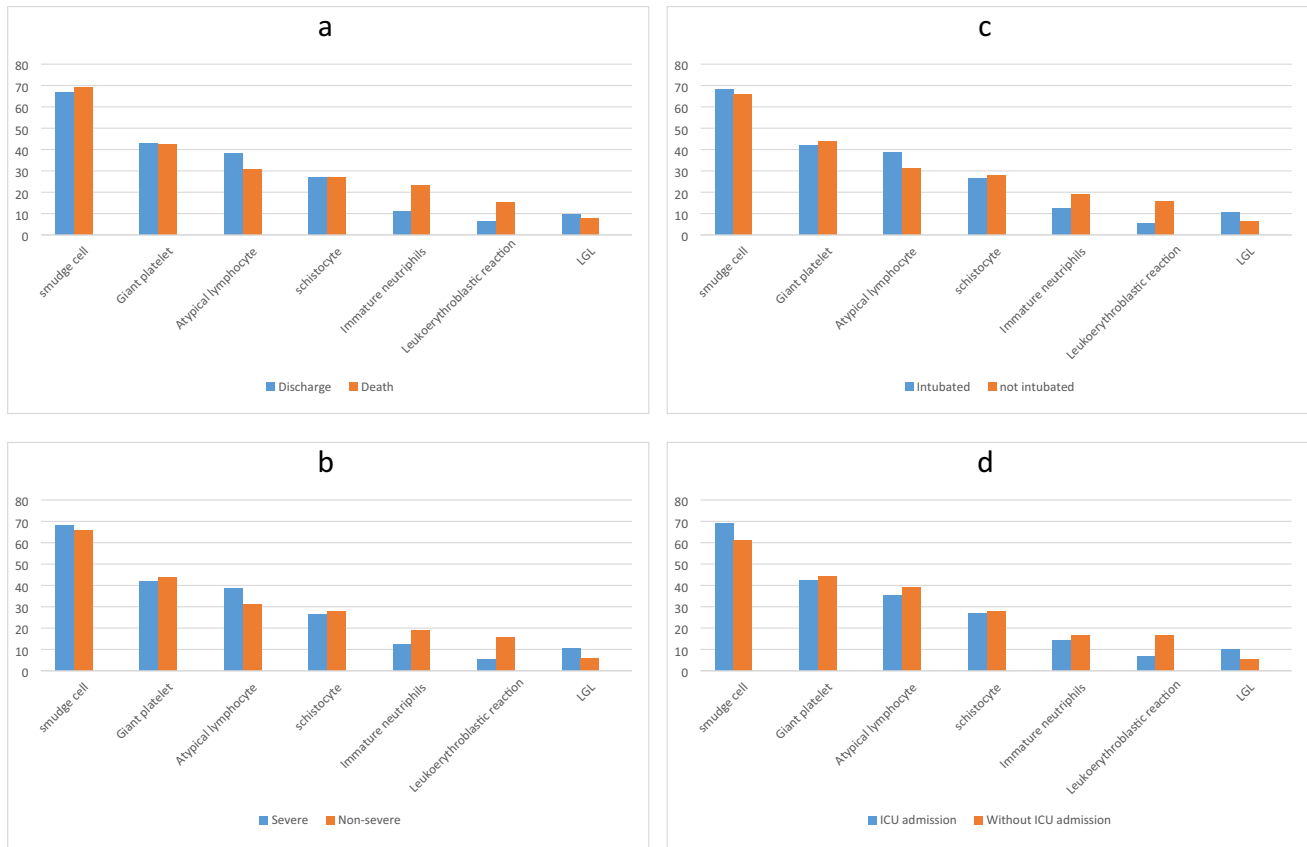 a
80
70
60
50
40
30
20
10
0
smudge cell
Giant platelet
Atypical lymphocyte
schistocyte
Immature neutriphils
Leukoerythroblastic reaction
LGL
Discharge Death
c
80
70
60
50
40
30
20
10
0
smudge cell
Giant platelet
Atypical lymphocyte
schistocyte
Immature neutriphils
Leukoerythroblastic reaction
LGL
Intubated not intubated
b
80
70
60
50
40
30
20
10
0
smudge cell
Giant platelet
Atypical lymphocyte
schistocyte
Immature neutriphils
Leukoerythroblastic reaction
LGL
Severe Non-severe
d
80
70
60
50
40
30
20
10
0
smudge cell
Giant platelet
Atypical lymphocyte
schistocyte
Immature neutriphils
Leukoerythroblastic reaction
LGL
ICU admission Without ICU admission